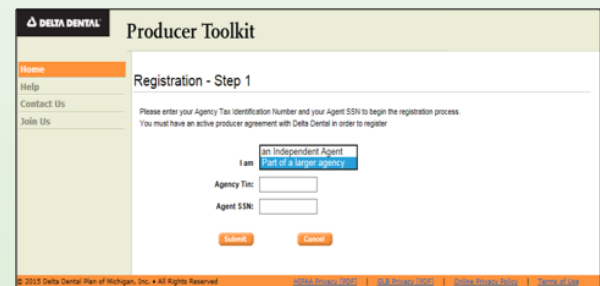 DELTA DENTAL
Producer Toolkit
Home
Help
Contact Us
Join Us
Registration - Step 1
Please enter your Agency Tax Identification Number and your Agent SSN to begin the registration process.
You must have an active producer agreement with Delta Dental in order to register
an Independent Agent
I am Part of a larger agency
Agency Tin:
Agent SSN:
Submit Cancel
© 2015 Delta Dental Plan of Michigan, Inc. • All Rights Reserved HIPAA Privacy [PDF] | GLB Privacy [PDF] | Online Privacy Policy | Terms of Use